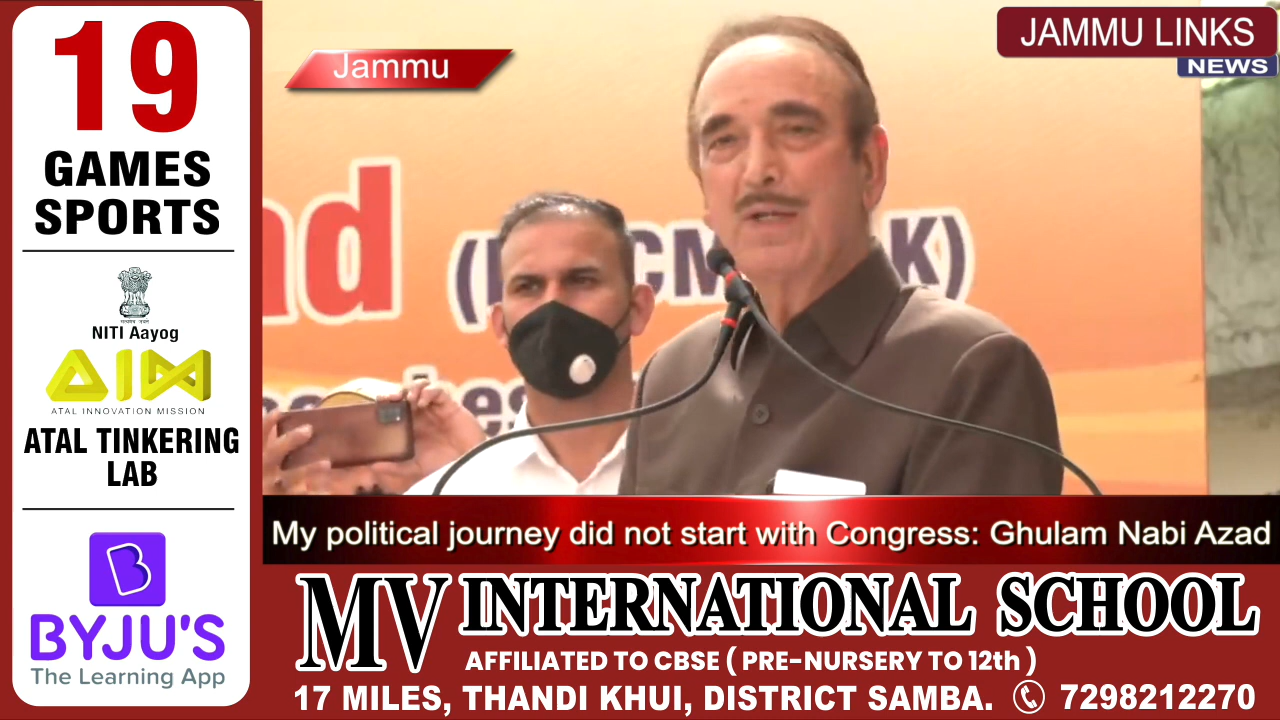 19
GAMES
SPORTS
NITI Aayog
AIM
ATAL INNOVATION MISSION
ATAL TINKERING
LAB
B
BYJU'S
The Learning App
Jammu
JAMMU LINKS
NEWS
ad
CM
K)
My political journey did not start with Congress: Ghulam Nabi Azad
MV INTERNATIONAL SCHOOL
AFFILIATED TO CBSE ( PRE-NURSERY TO 12th )
17 MILES, THANDI KHUI, DISTRICT SAMBA. 7298212270